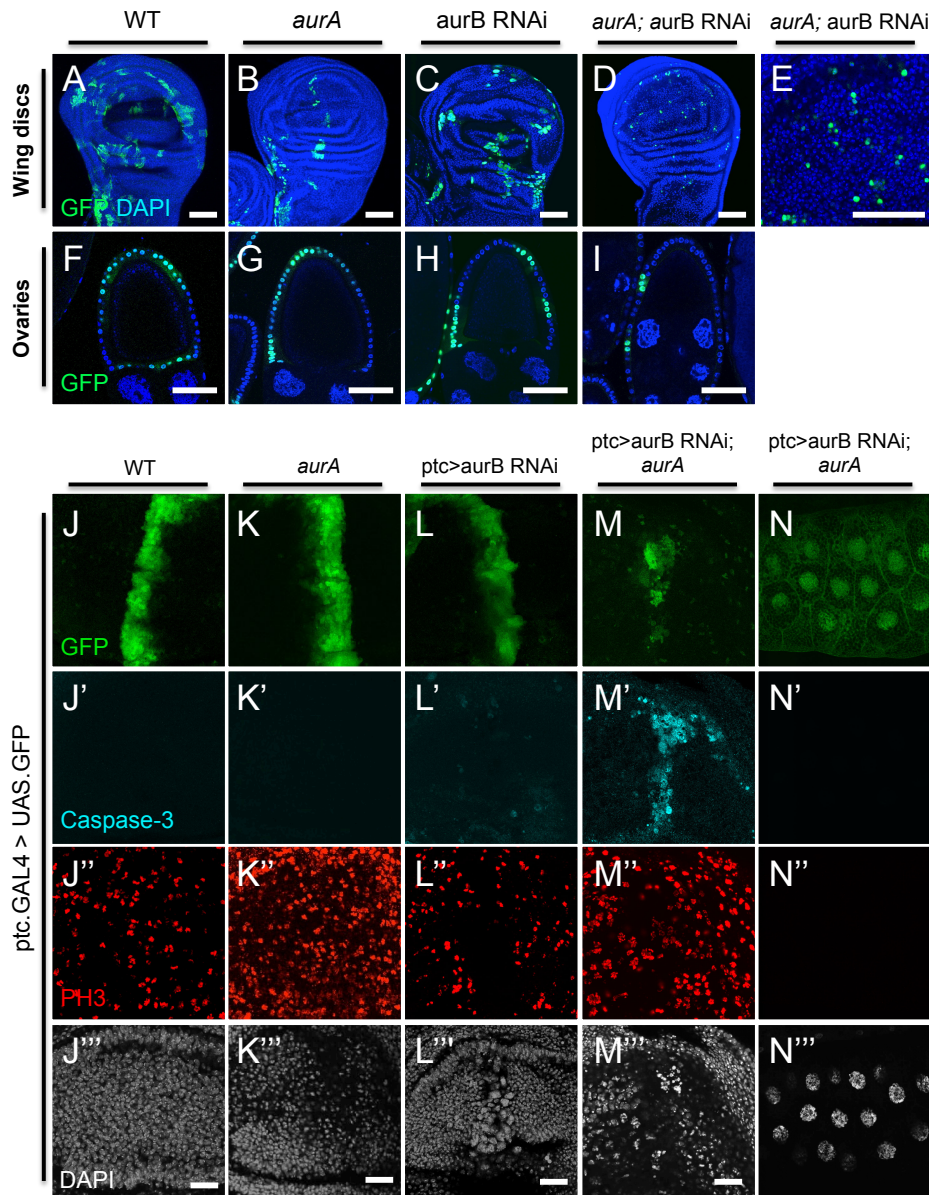 WT
aurA
aurB RNAi
aurA; aurB RNAi
aurA; aurB RNAi
Wing discs
A
B
C
D
E
GFP DAPI
Ovaries
F
G
H
I
GFP
WT
aurA
ptc>aurB RNAi
ptc>aurB RNAi;
aurA
ptc>aurB RNAi;
aurA
ptc.GAL4 > UAS.GFP
J
K
L
M
N
GFP
J'
K'
L'
M'
N'
Caspase-3
J''
K''
L''
M''
N''
PH3
J'''
K'''
L'''
M'''
N'''
DAPI